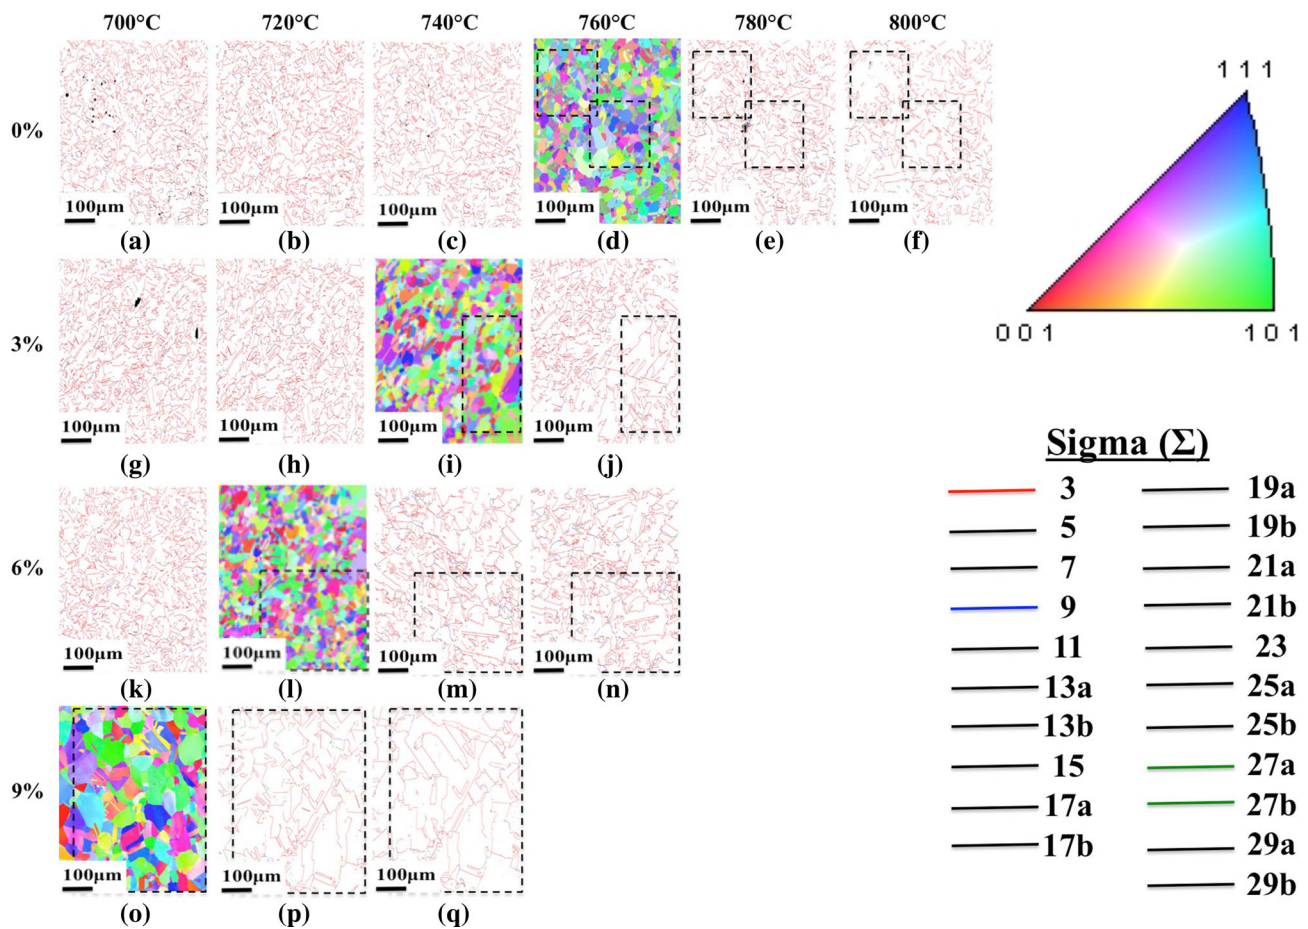 700°C 720°C 740°C 760°C 780°C 800°C
0%
100μm 100μm 100μm 100μm 100μm 100μm
(a) (b) (c) (d) (e) (f)
3%
100μm 100μm 100μm 100μm
(g) (h) (i) (j)
6%
100μm 100μm 100μm 100μm
(k) (l) (m) (n)
9%
100μm 100μm 100μm
(o) (p) (q)
1 1 1
0 0 1 1 0 1
Sigma (Σ)
3 19a
5 19b
7 21a
9 21b
11 23
13a 25a
13b 25b
15 27a
17a 27b
17b 29a
29b